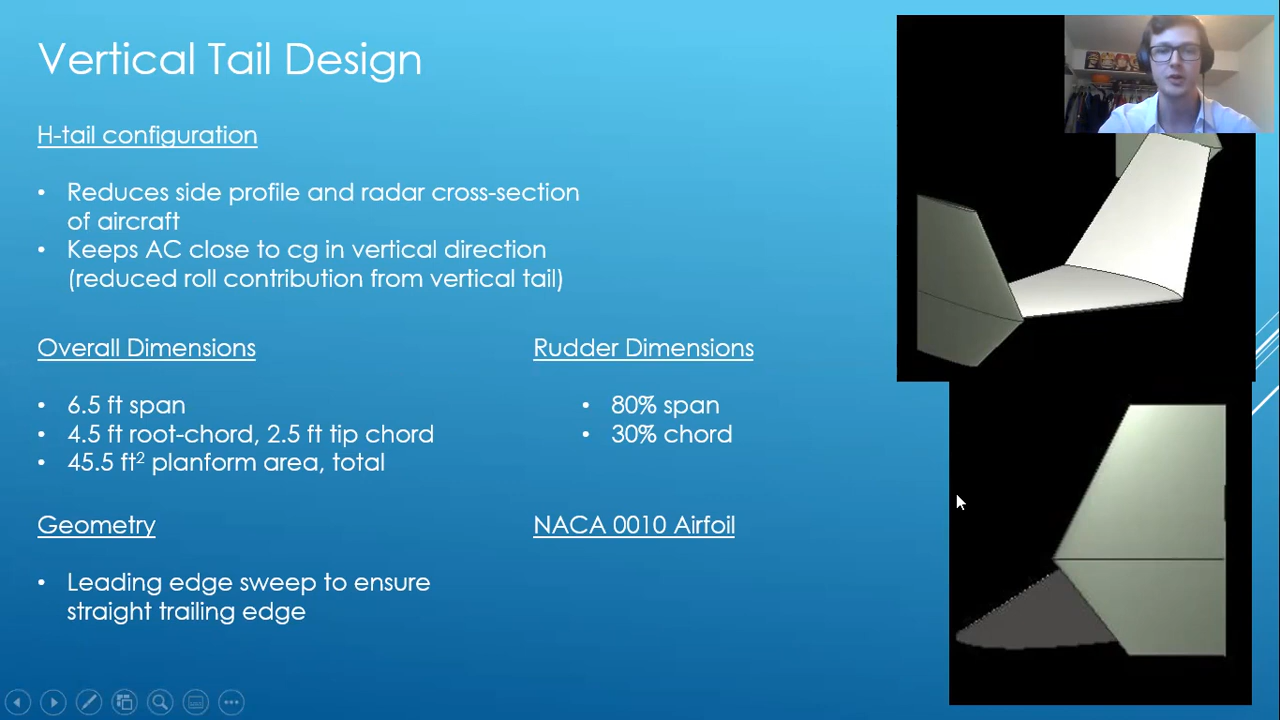 Vertical Tail Design
H-tail configuration
• Reduces side profile and radar cross-section
of aircraft
• Keeps AC close to cg in vertical direction
(reduced roll contribution from vertical tail)
Overall Dimensions
• 6.5 ft span
• 4.5 ft root-chord, 2.5 ft tip chord
• 45.5 ft² planform area, total
Rudder Dimensions
• 80% span
• 30% chord
Geometry
• Leading edge sweep to ensure
straight trailing edge
NACA 0010 Airfoil